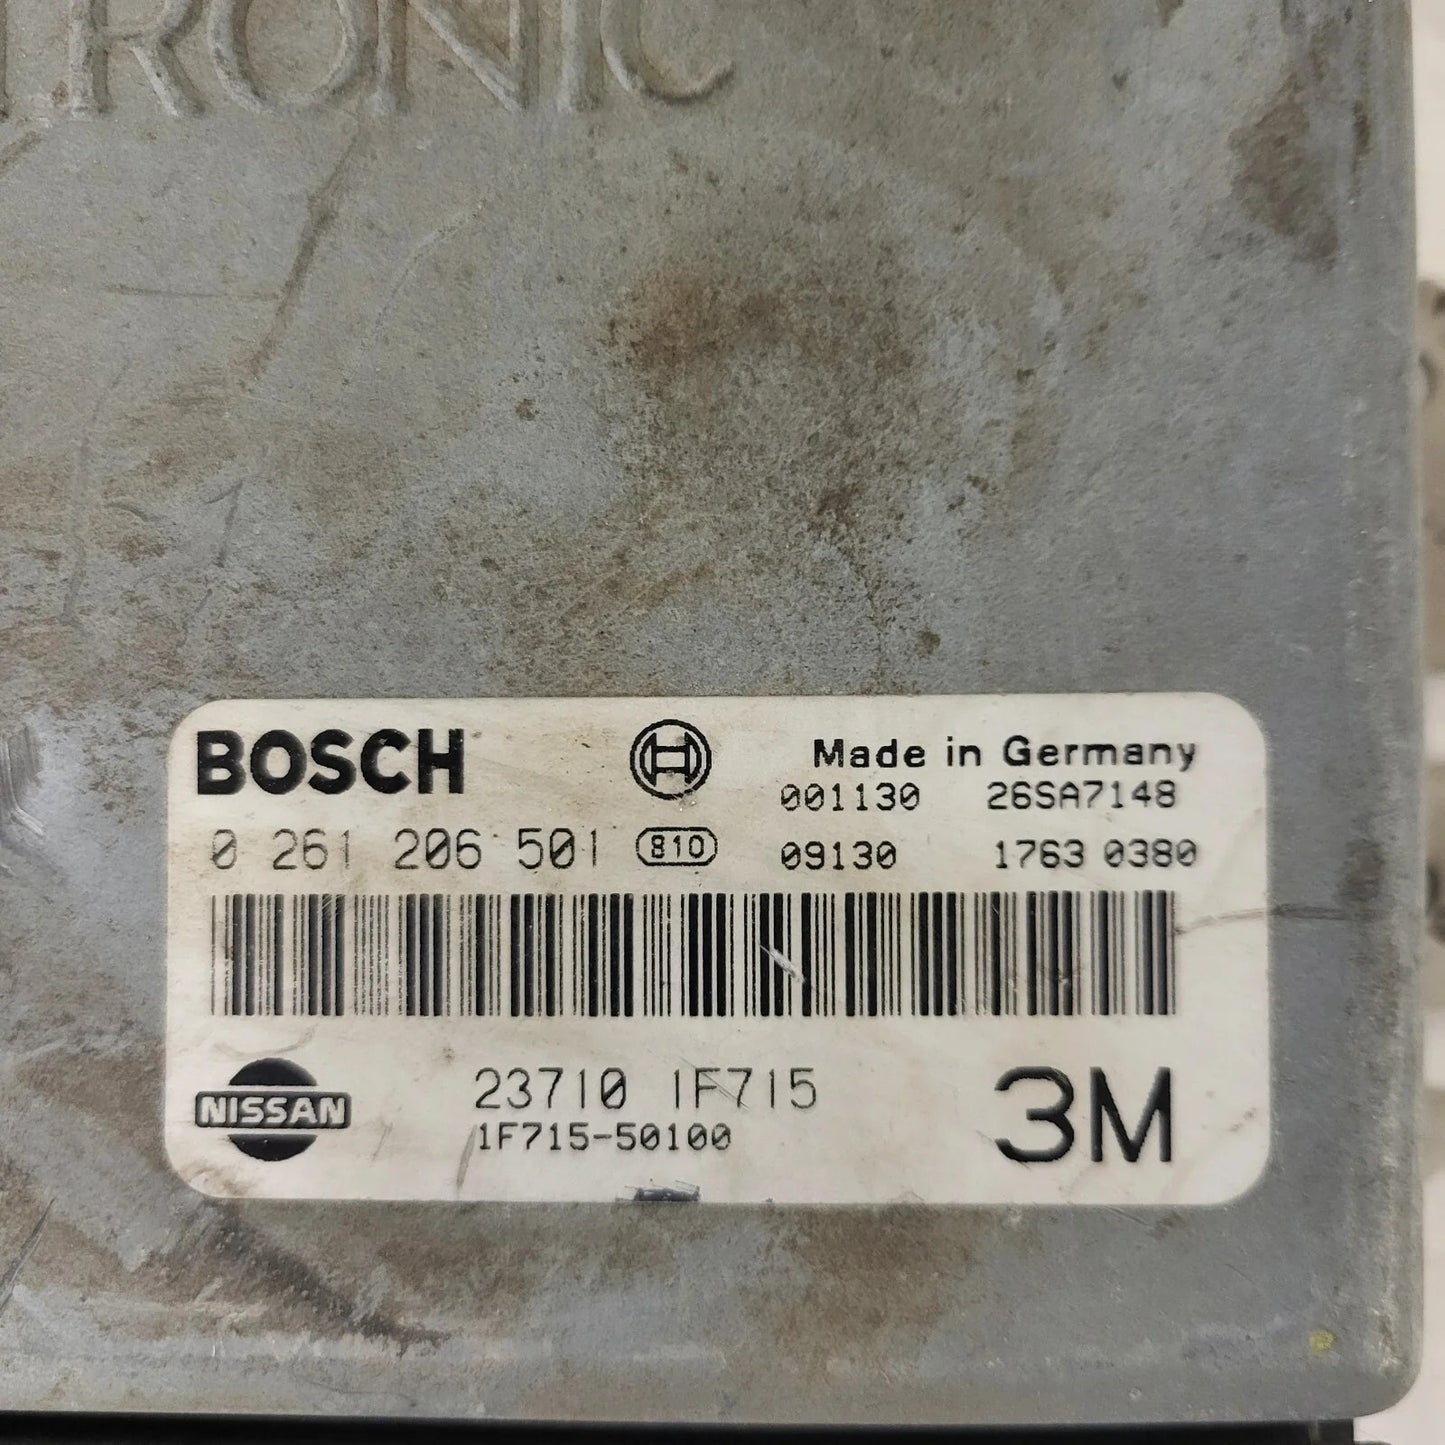 TRONIC
BOSCH Made in Germany
001130 26SA7148
0 261 206 501 810 09130 1763 0380
NISSAN 23710 1F715 3M
1F715-50100